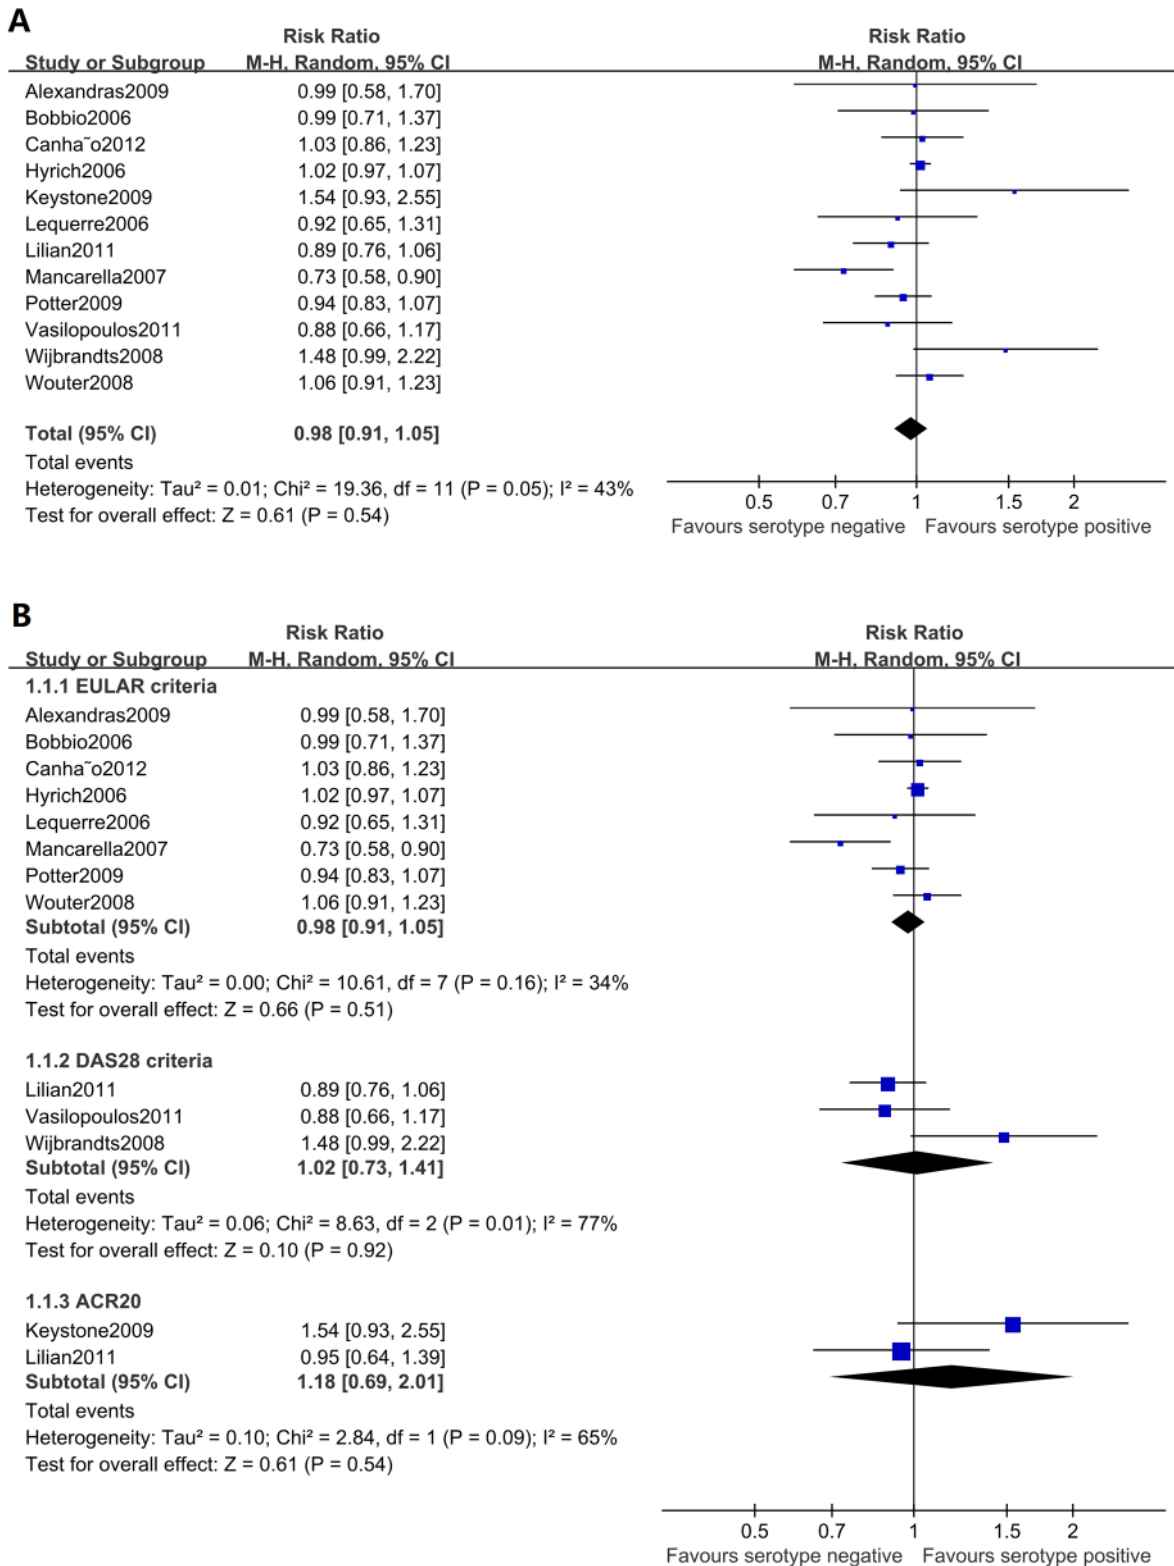 A
Risk Ratio Risk Ratio
Study or Subgroup M-H, Random, 95% CI M-H, Random, 95% CI
Alexandras2009 0.99 [0.58, 1.70]
Bobbio2006 0.99 [0.71, 1.37]
Canha˜o2012 1.03 [0.86, 1.23]
Hyrich2006 1.02 [0.97, 1.07]
Keystone2009 1.54 [0.93, 2.55]
Lequerre2006 0.92 [0.65, 1.31]
Lilian2011 0.89 [0.76, 1.06]
Mancarella2007 0.73 [0.58, 0.90]
Potter2009 0.94 [0.83, 1.07]
Vasilopoulos2011 0.88 [0.66, 1.17]
Wijbrandts2008 1.48 [0.99, 2.22]
Wouter2008 1.06 [0.91, 1.23]
Total (95% CI) 0.98 [0.91, 1.05]
Total events
Heterogeneity: Tau² = 0.01; Chi² = 19.36, df = 11 (P = 0.05); I² = 43%
Test for overall effect: Z = 0.61 (P = 0.54)
0.5 0.7 1 1.5 2
Favours serotype negative Favours serotype positive
B
Risk Ratio Risk Ratio
Study or Subgroup M-H, Random, 95% CI M-H, Random, 95% CI
1.1.1 EULAR criteria
Alexandras2009 0.99 [0.58, 1.70]
Bobbio2006 0.99 [0.71, 1.37]
Canha˜o2012 1.03 [0.86, 1.23]
Hyrich2006 1.02 [0.97, 1.07]
Lequerre2006 0.92 [0.65, 1.31]
Mancarella2007 0.73 [0.58, 0.90]
Potter2009 0.94 [0.83, 1.07]
Wouter2008 1.06 [0.91, 1.23]
Subtotal (95% CI) 0.98 [0.91, 1.05]
Total events
Heterogeneity: Tau² = 0.00; Chi² = 10.61, df = 7 (P = 0.16); I² = 34%
Test for overall effect: Z = 0.66 (P = 0.51)
1.1.2 DAS28 criteria
Lilian2011 0.89 [0.76, 1.06]
Vasilopoulos2011 0.88 [0.66, 1.17]
Wijbrandts2008 1.48 [0.99, 2.22]
Subtotal (95% CI) 1.02 [0.73, 1.41]
Total events
Heterogeneity: Tau² = 0.06; Chi² = 8.63, df = 2 (P = 0.01); I² = 77%
Test for overall effect: Z = 0.10 (P = 0.92)
1.1.3 ACR20
Keystone2009 1.54 [0.93, 2.55]
Lilian2011 0.95 [0.64, 1.39]
Subtotal (95% CI) 1.18 [0.69, 2.01]
Total events
Heterogeneity: Tau² = 0.10; Chi² = 2.84, df = 1 (P = 0.09); I² = 65%
Test for overall effect: Z = 0.61 (P = 0.54)
0.5 0.7 1 1.5 2
Favours serotype negative Favours serotype positive